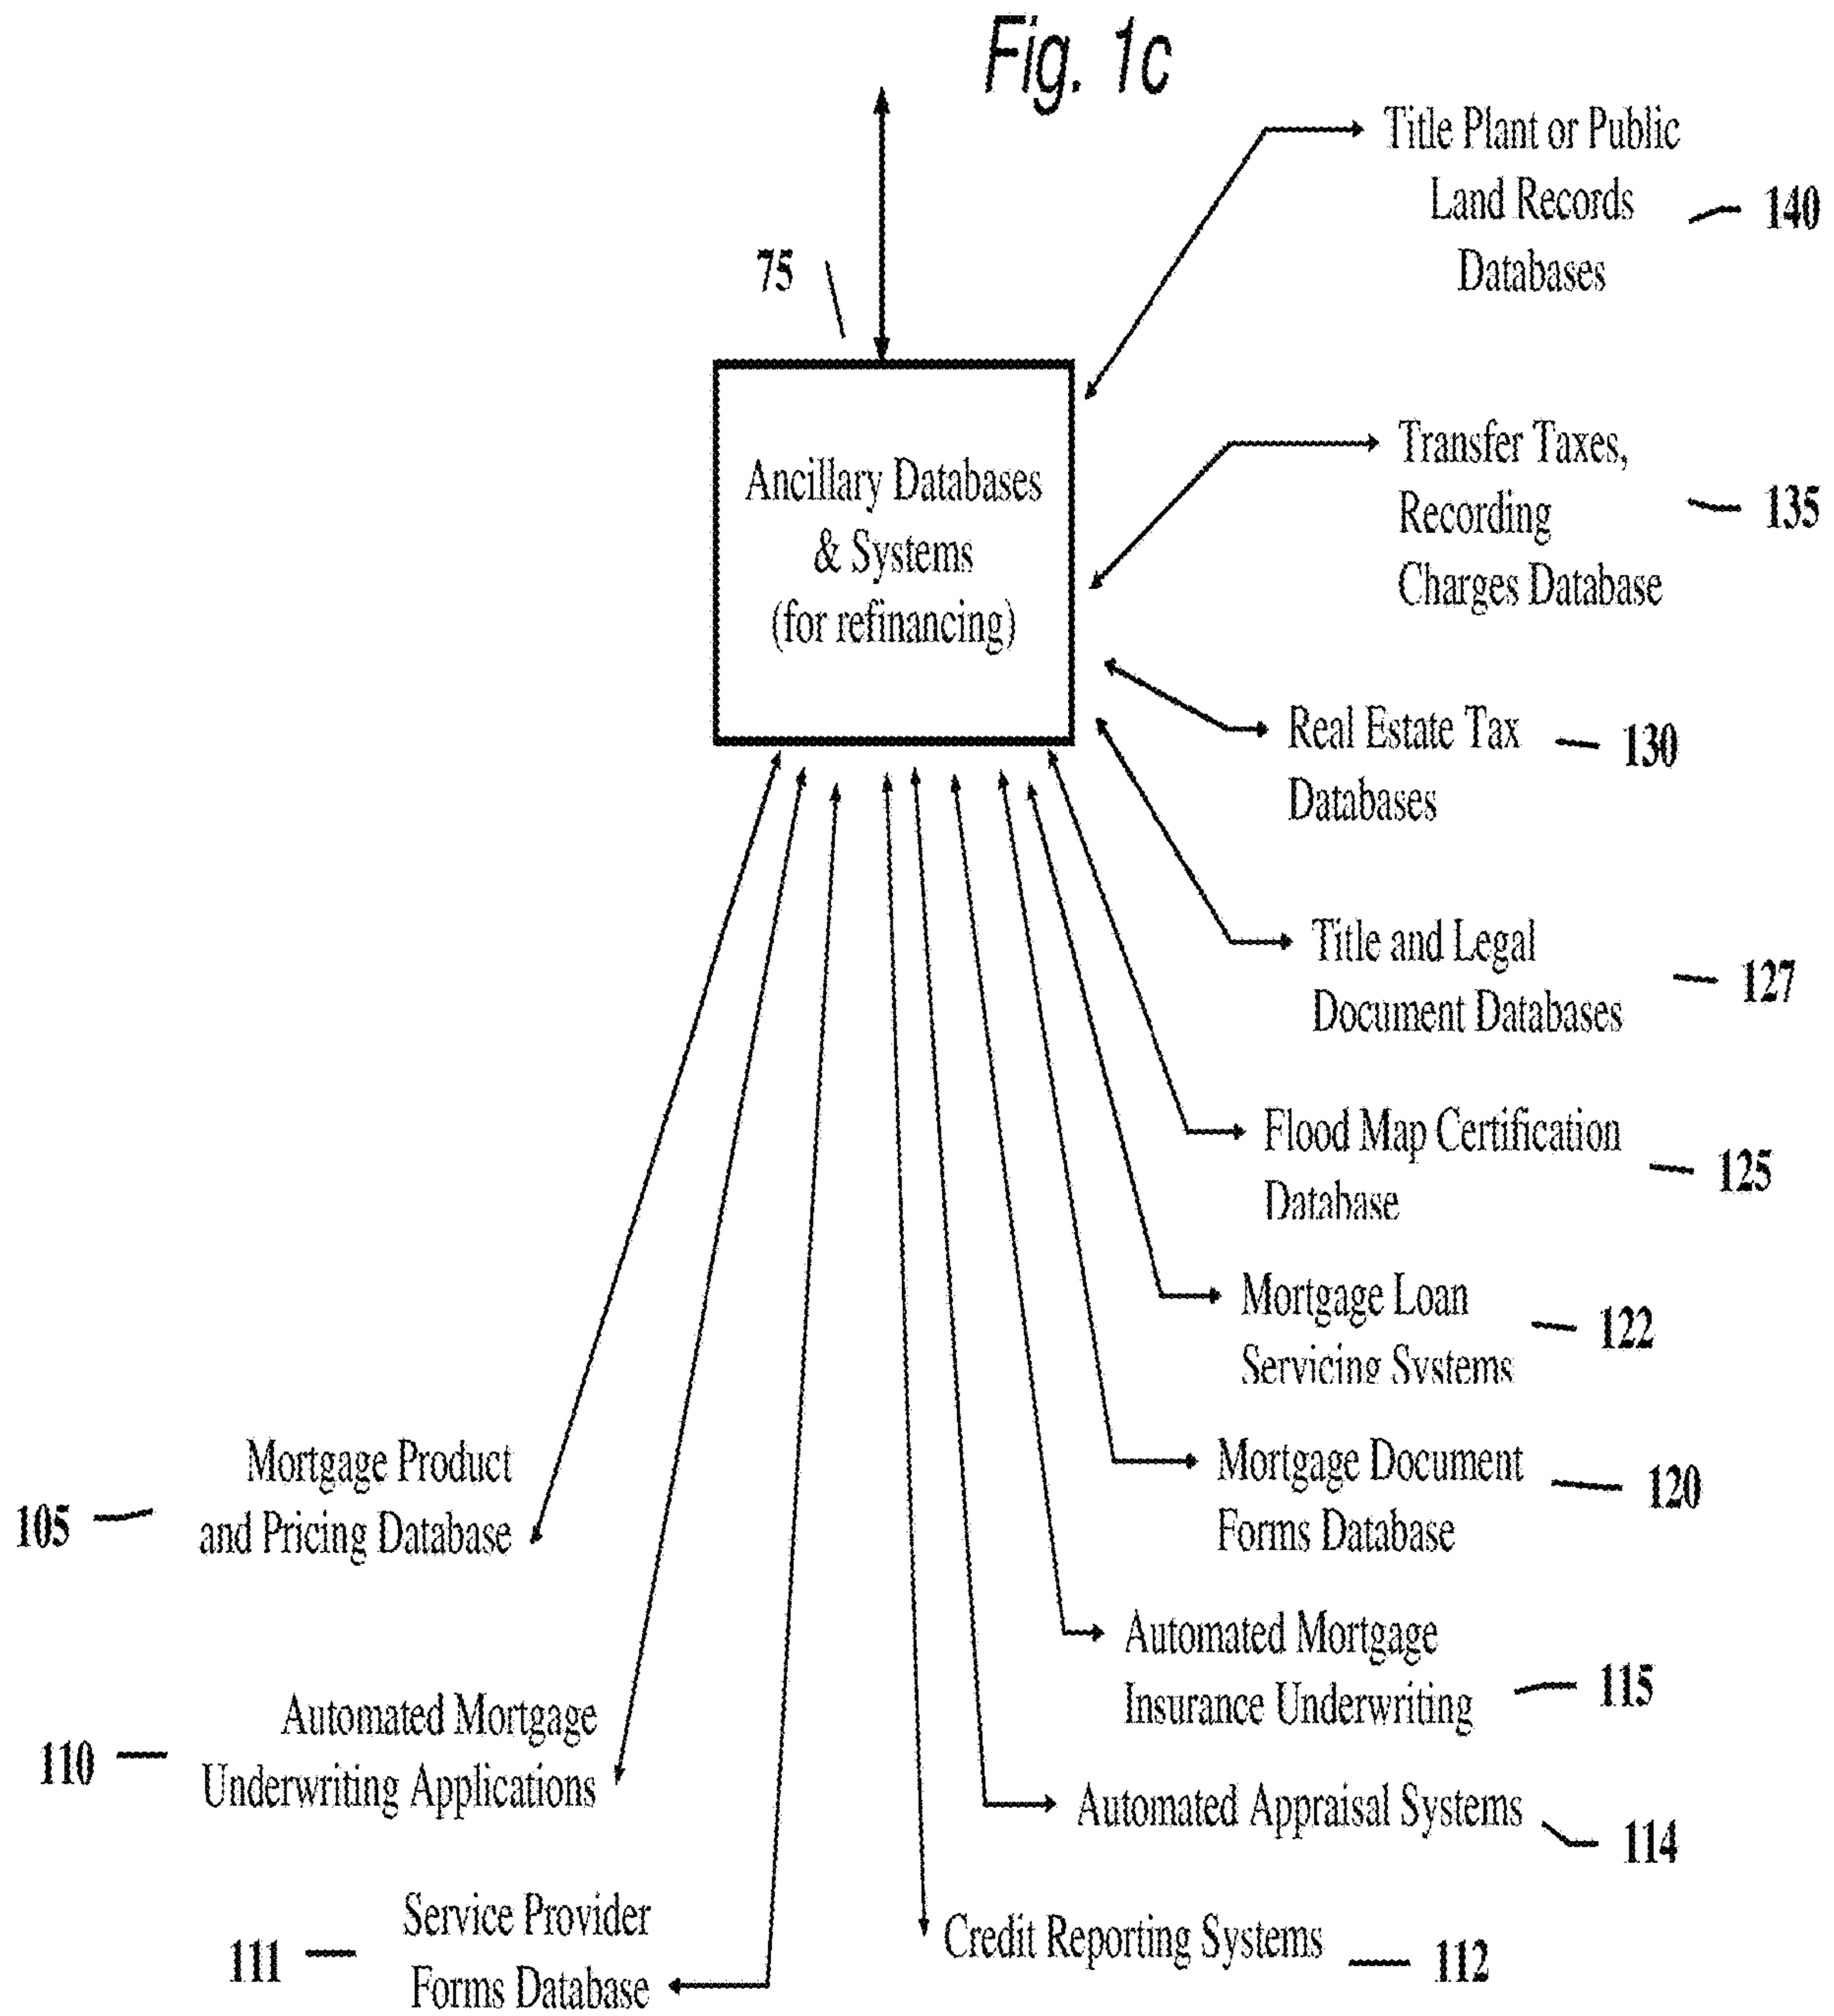 Fig. 1c
Title Plant or Public
Land Records
Databases
140
75
Ancillary Databases
& Systems
(for refinancing)
Transfer Taxes,
Recording
Charges Database
135
Real Estate Tax
Databases
130
Title and Legal
Document Databases
127
Flood Map Certification
Database
125
Mortgage Loan
Servicing Systems
122
Mortgage Document
Forms Database
120
Mortgage Product
and Pricing Database
105
Automated Mortgage
Insurance Underwriting
115
Automated Mortgage
Underwriting Applications
110
Automated Appraisal Systems
114
Service Provider
Forms Database
111
Credit Reporting Systems
112